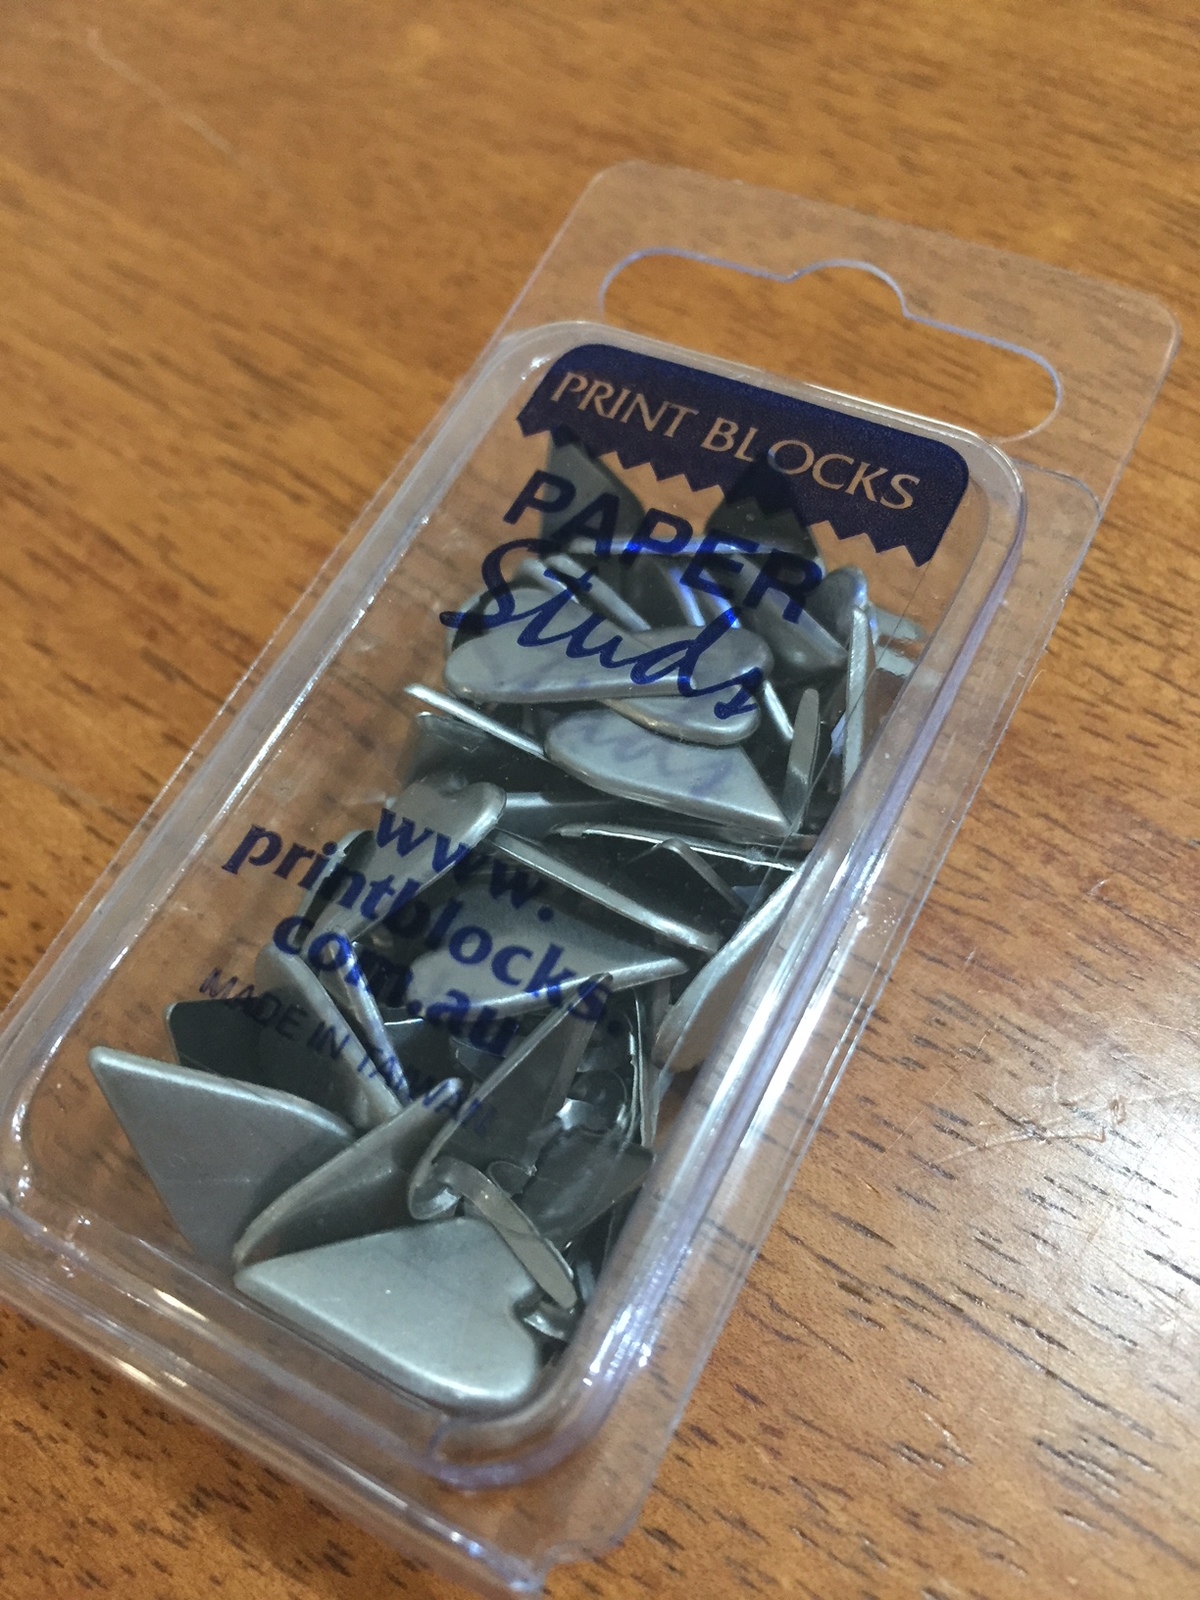 PRINT BLOCKS
PAPER
Studs
www.
printblocks.
com.au
MADE IN TAIWAN